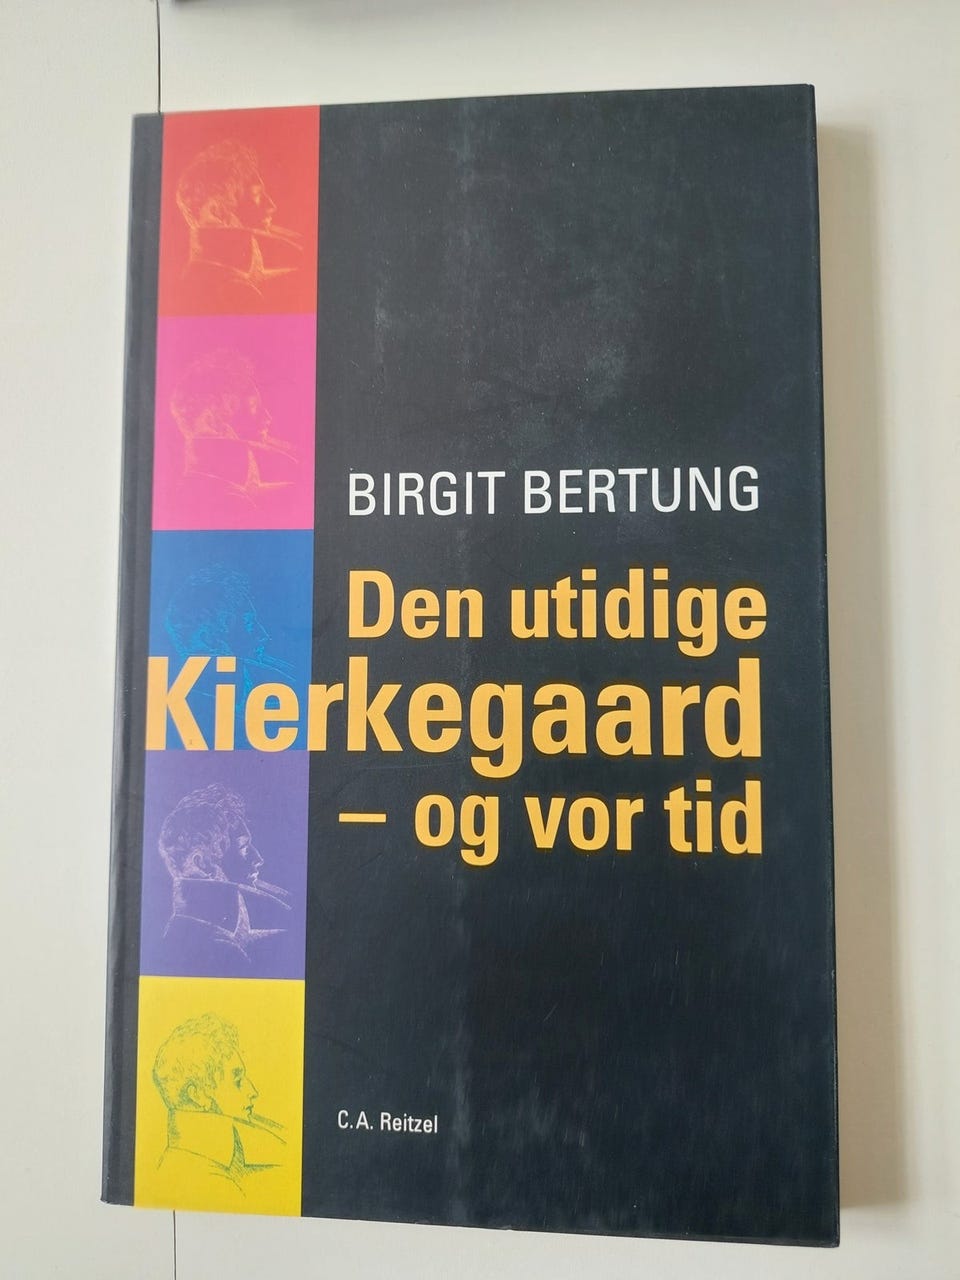 BIRGIT BERTUNG
Den utidige
Kierkegaard
– og vor tid
C.A. Reitzel